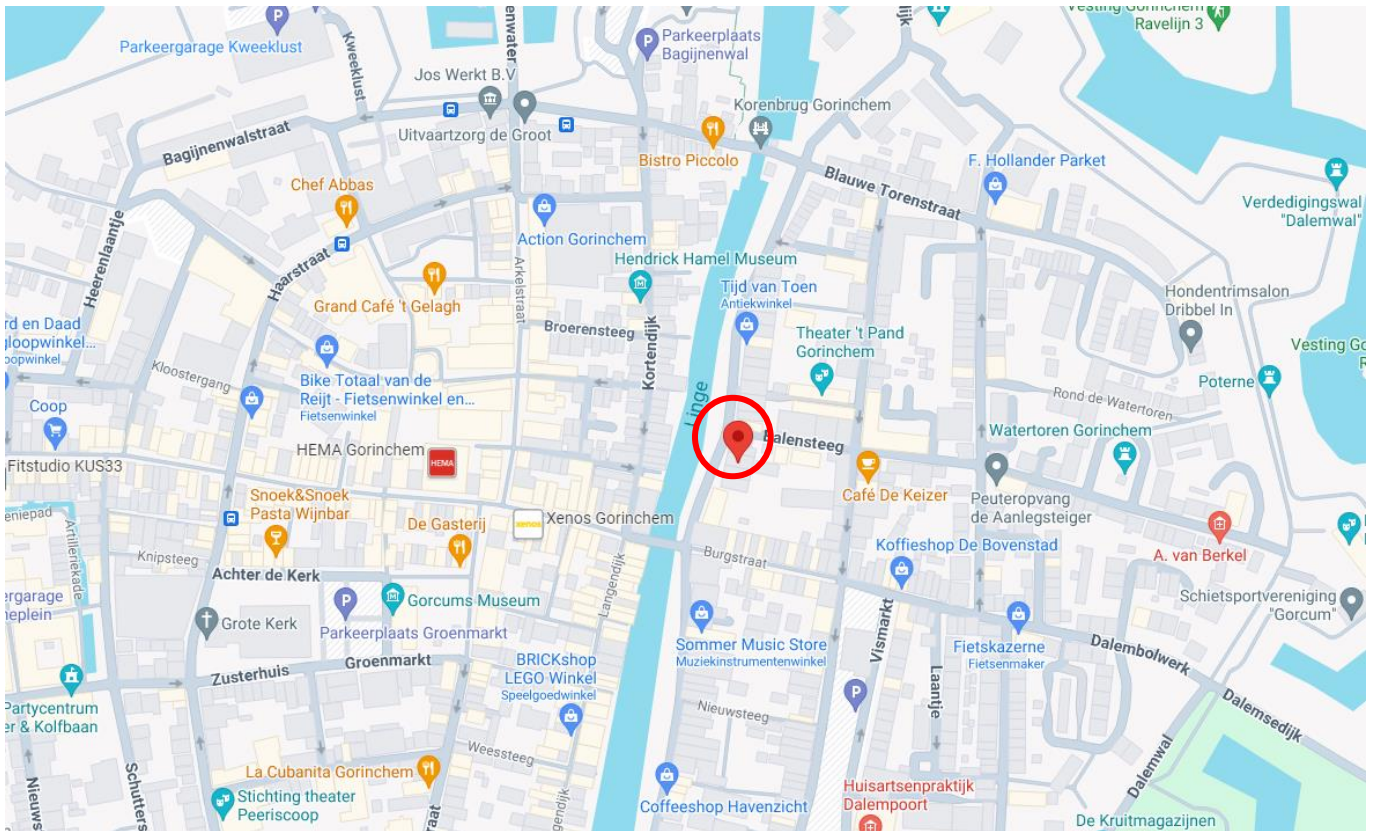 Vesting Gorinchem
Ravelijn 3
Parkeerplaats
Bagijnenwal
Parkeergarage Kweeklust
Kweeklust
Jos Werkt B.V
Korenbrug Gorinchem
Uitvaartzorg de Groot
Bagijnenwalstraat
Bistro Piccolo
F. Hollander Parket
Chef Abbas
Blauwe Torenstraat
Verdedigingswal
"Dalemwal"
Heerenlaantje
Action Gorinchem
Haarstraat
Arkelstraat
Hendrick Hamel Museum
Tijd van Toen
Antiekwinkel
Hondentrimsalon
Dribbel In
Grand Café 't Gelagh
Broerensteeg
Kortendijk
Theater 't Pand
Gorinchem
Kloostergang
Bike Totaal van de
Reijt - Fietsenwinkel en...
Fietsenwinkel
Linge
Poterne
Rond de Watertoren
Coop
HEMA Gorinchem
HEMA
Balensteeg
Watertoren Gorinchem
Fitstudio KUS33
Snoek&Snoek
Pasta Wijnbar
De Gasterij
xenos
Xenos Gorinchem
Café De Keizer
Peuteropvang
de Aanlegsteiger
Artilleriekade
Knipsteeg
Achter de Kerk
Langendijk
Burgstraat
Koffieshop De Bovenstad
A. van Berkel
Gorcums Museum
Grote Kerk
Parkeerplaats Groenmarkt
Schietsportvereniging
"Gorcum"
Sommer Music Store
Muziekinstrumentenwinkel
Vismarkt
Fietskazerne
Fietsenmaker
Dalembolwerk
Zusterhuis
Groenmarkt
BRICKshop
LEGO Winkel
Speelgoedwinkel
Laantje
Partycentrum
er & Kolfbaan
Nieuwsteeg
Dalemsedijk
Weessteeg
Dalemwal
La Cubanita Gorinchem
Stichting theater
Peeriscoop
Coffeeshop Havenzicht
Huisartsenpraktijk
Dalempoort
De Kruitmagazijnen